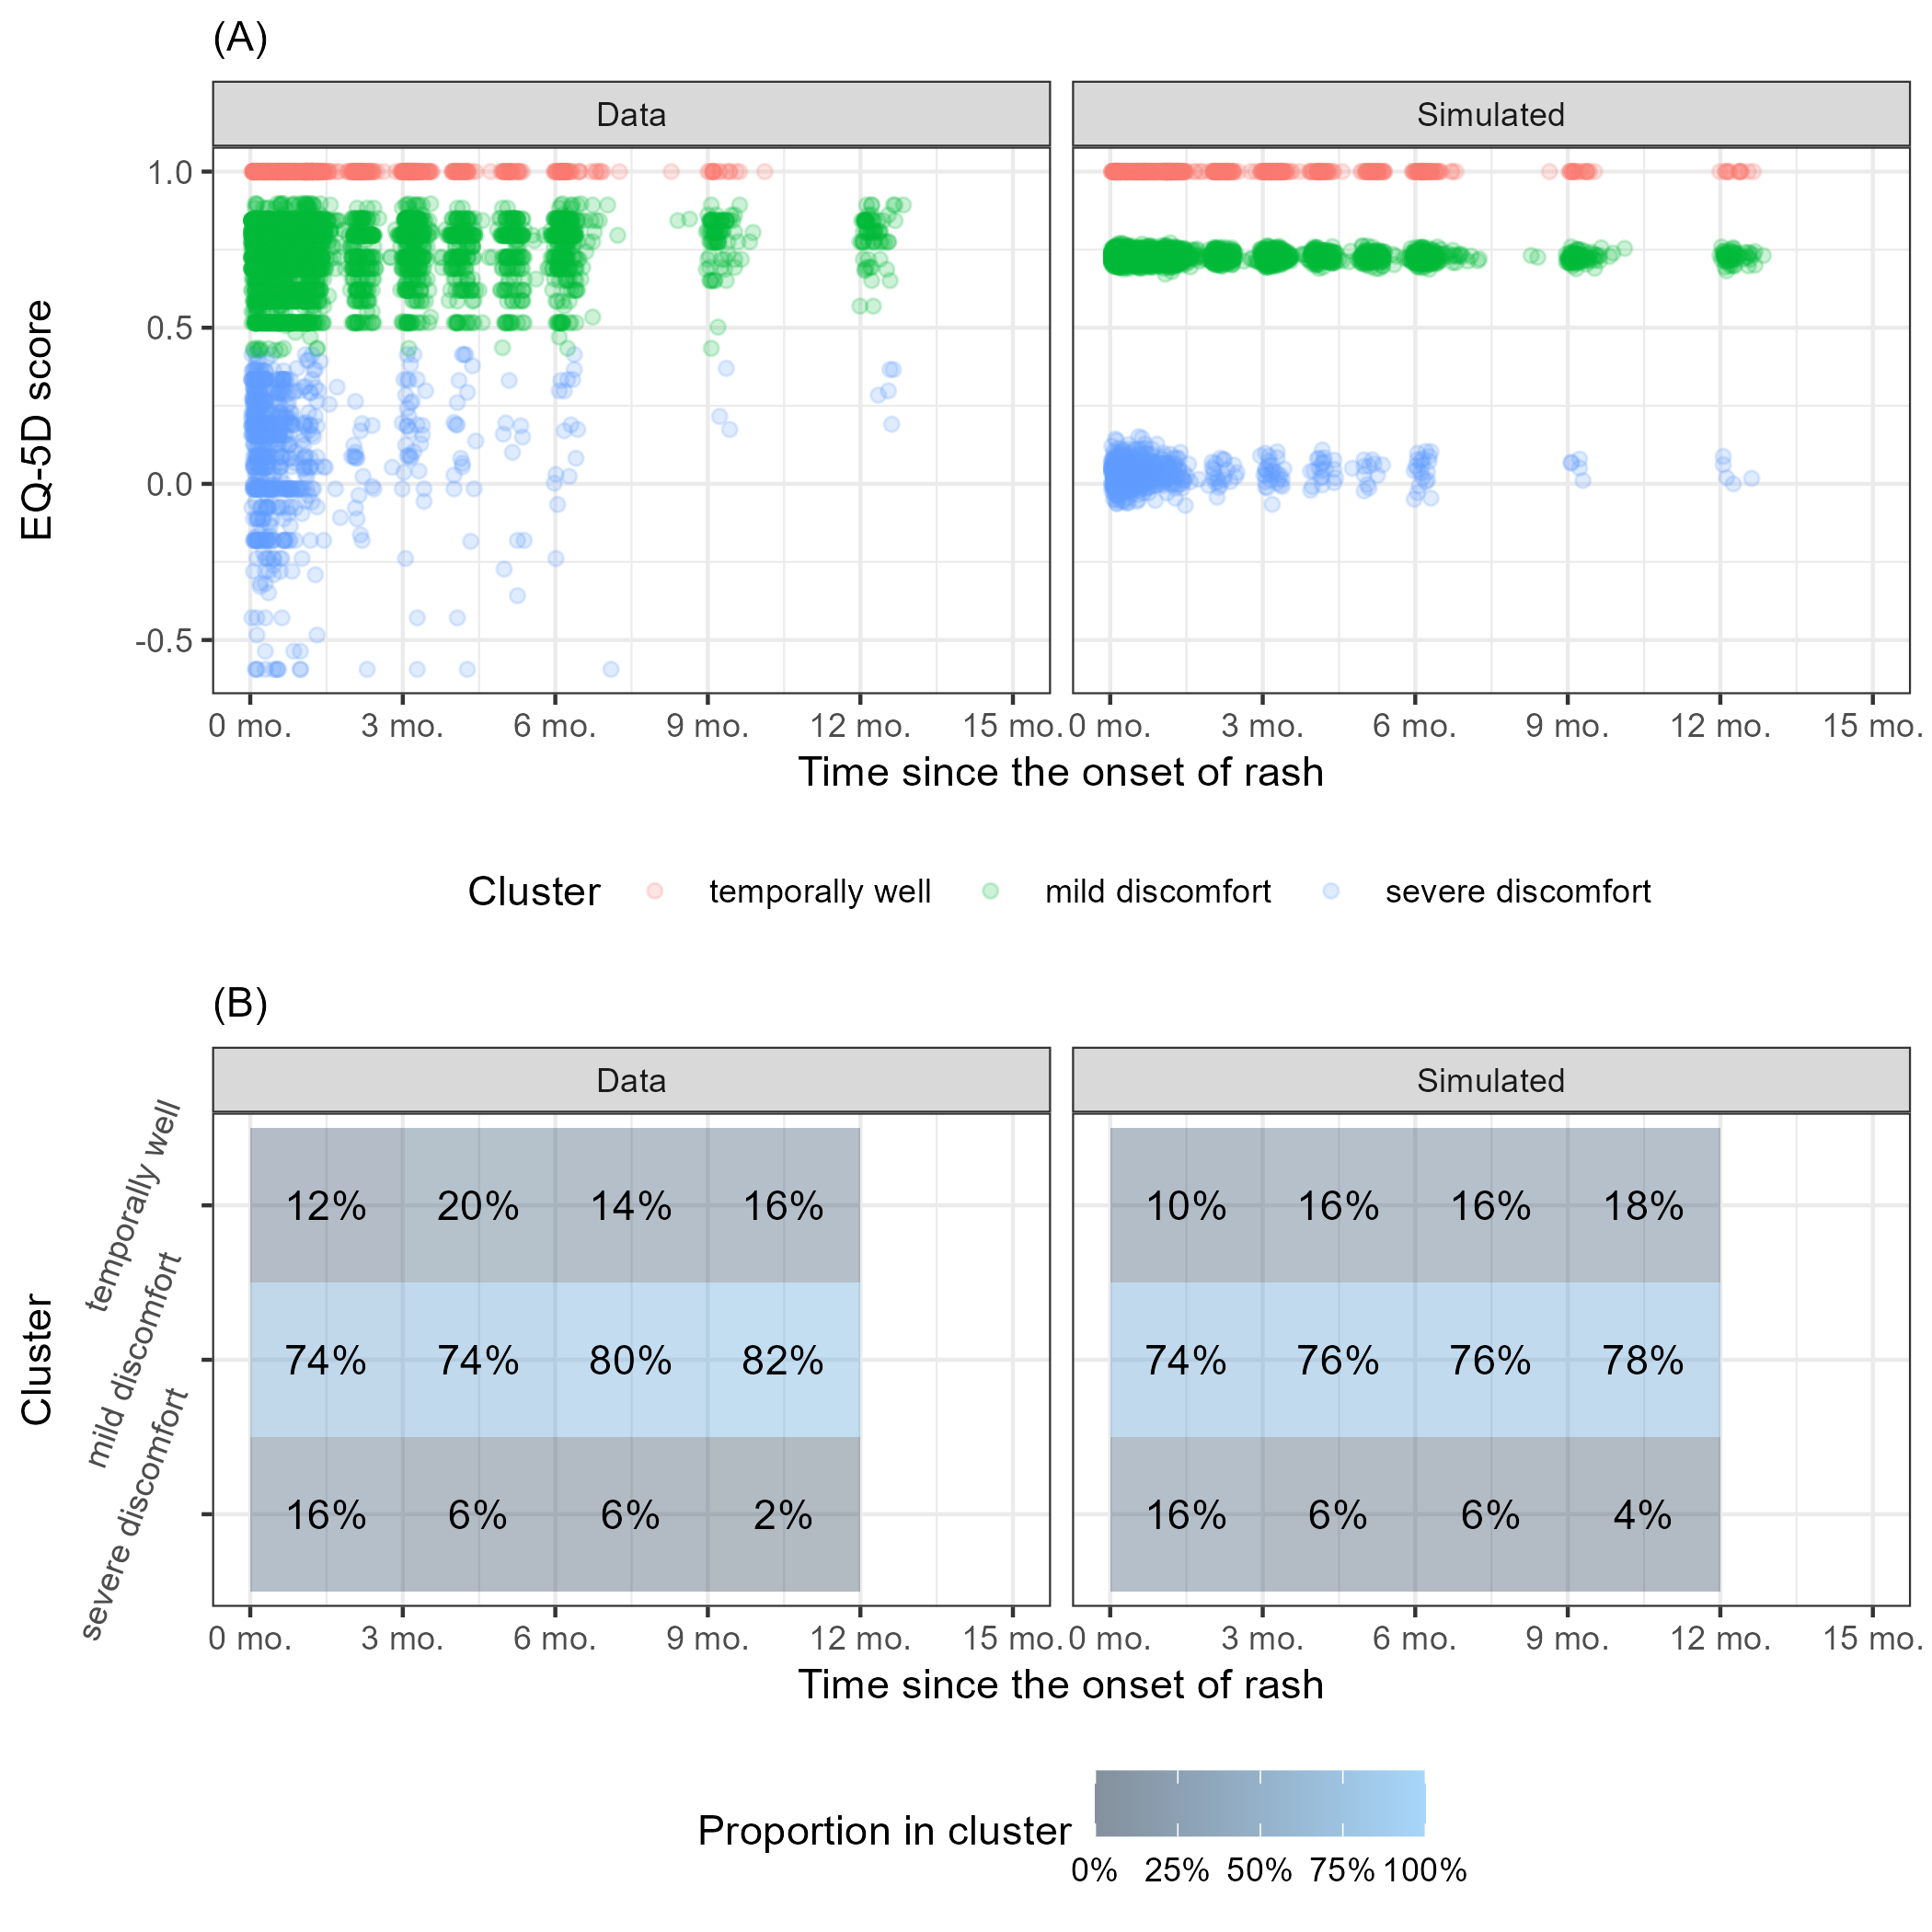 (A)
Data Simulated
EQ-5D score
1.0
0.5
0.0
-0.5
0 mo. 3 mo. 6 mo. 9 mo. 12 mo. 15 mo. 0 mo. 3 mo. 6 mo. 9 mo. 12 mo. 15 mo.
Time since the onset of rash
Cluster temporally well mild discomfort severe discomfort
(B)
Data Simulated
Cluster
temporally well
12% 20% 14% 16% 10% 16% 16% 18%
mild discomfort
74% 74% 80% 82% 74% 76% 76% 78%
severe discomfort
16% 6% 6% 2% 16% 6% 6% 4%
0 mo. 3 mo. 6 mo. 9 mo. 12 mo. 15 mo. 0 mo. 3 mo. 6 mo. 9 mo. 12 mo. 15 mo.
Time since the onset of rash
Proportion in cluster
0% 25% 50% 75% 100%